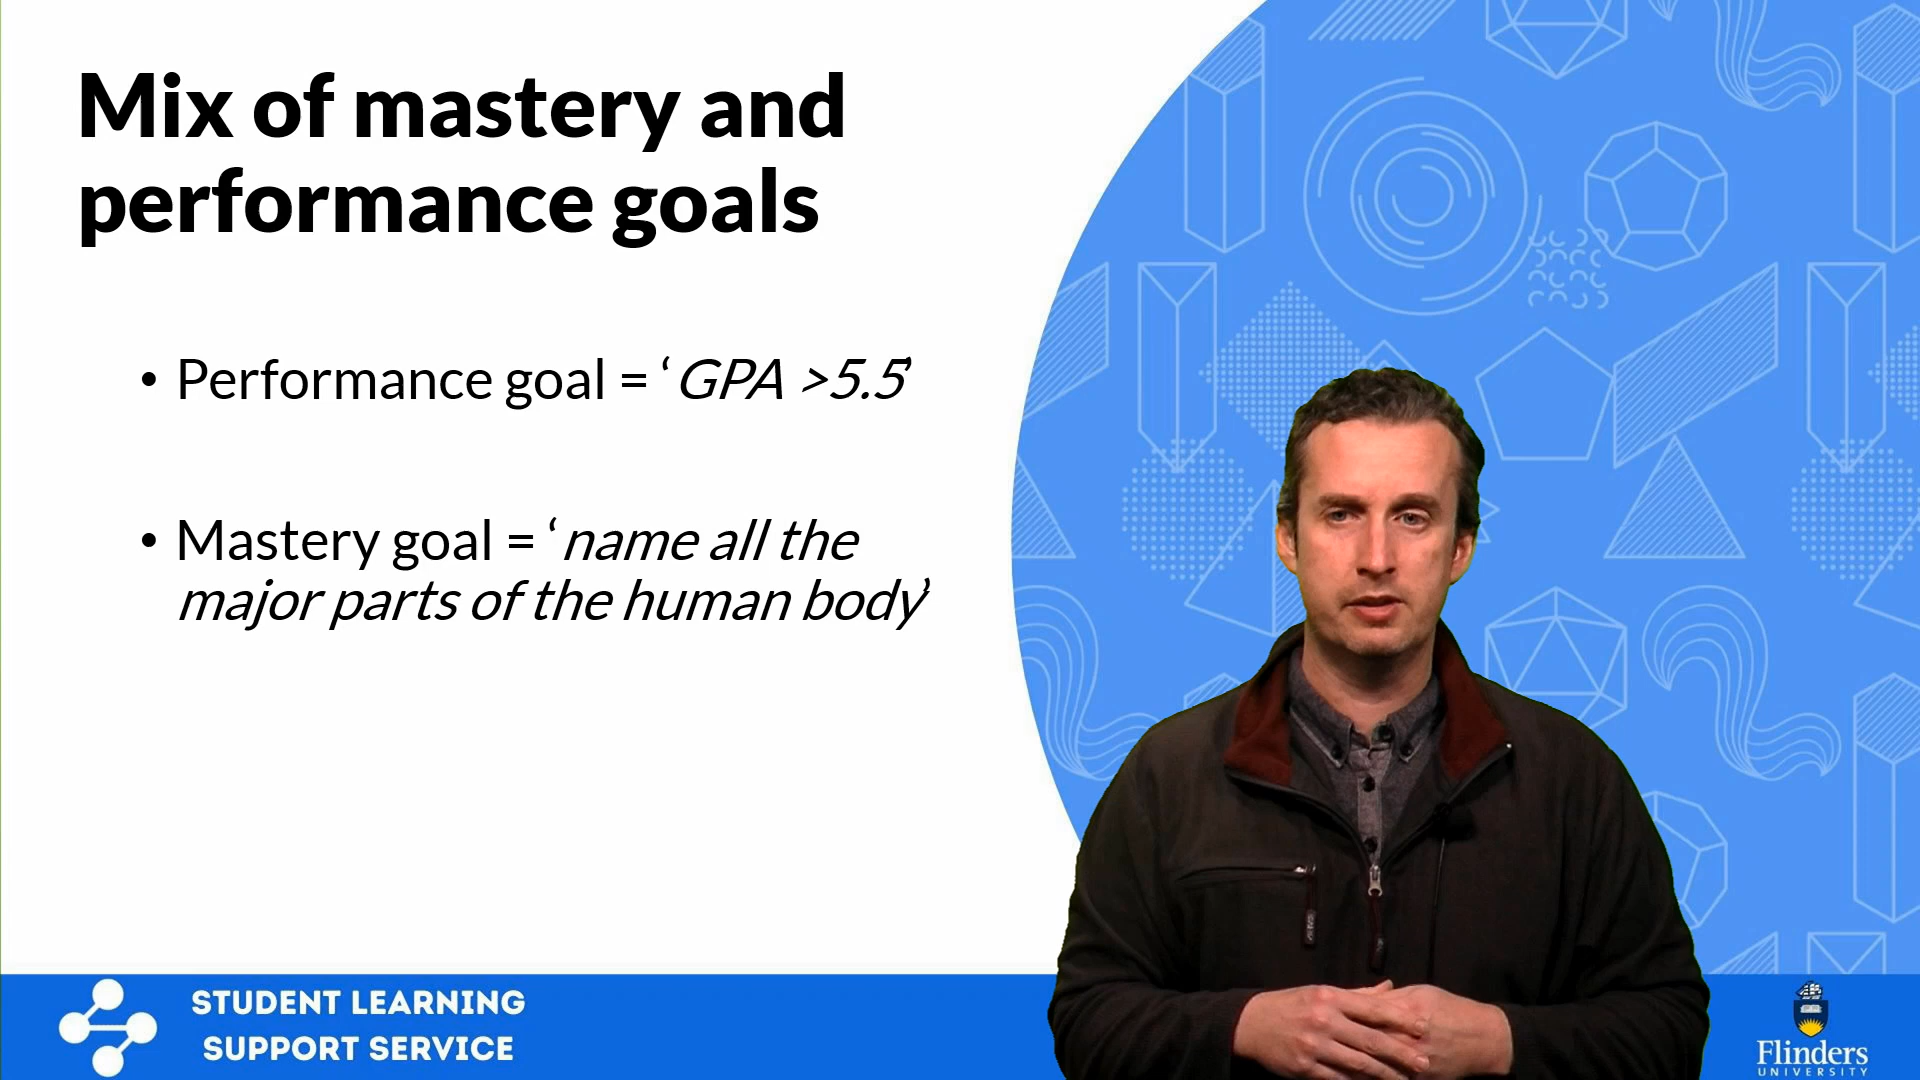 Mix of mastery and
performance goals
• Performance goal = ‘GPA >5.5’
• Mastery goal = ‘name all the
major parts of the human body’
STUDENT LEARNING
SUPPORT SERVICE
Flinders
UNIVERSITY